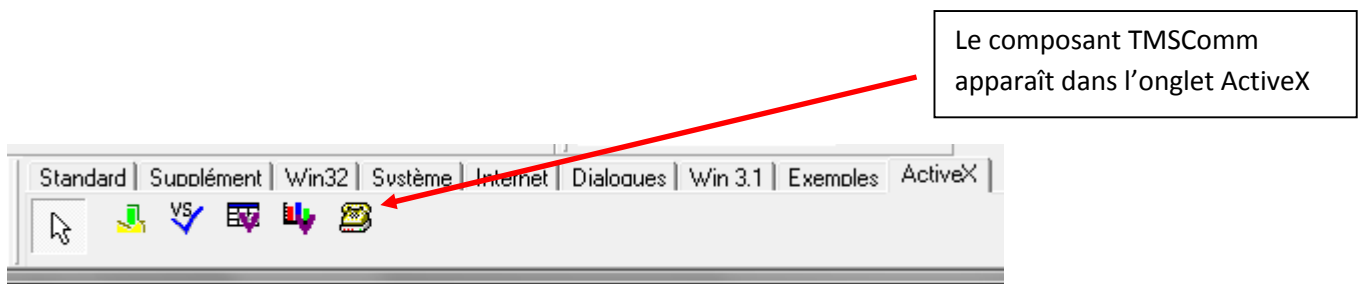 Le composant TMSComm
apparaît dans l’onglet ActiveX
Standard Supplément Win32 Système Internet Dialogues Win 3.1 Exemples ActiveX
VS